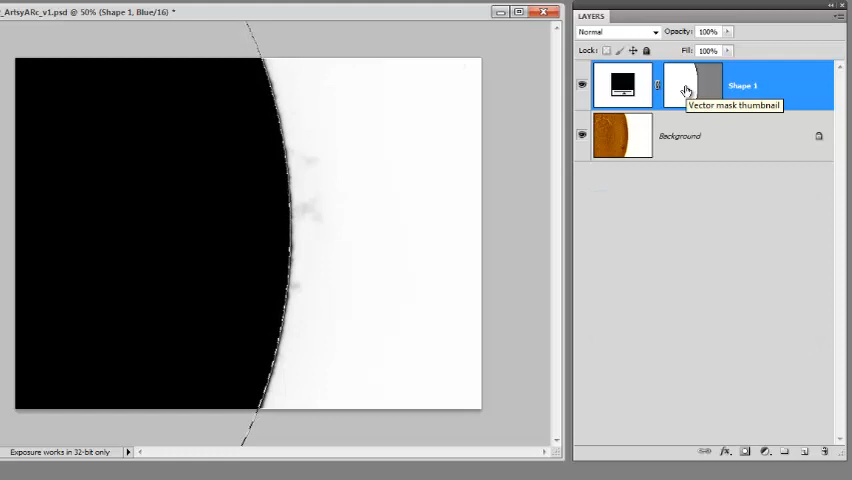 _ArtsyARc_v1.psd @ 50% (Shape 1, Blue/16) *
LAYERS
Normal Opacity: 100%
Lock: Fill: 100%
Shape 1
Vector mask thumbnail
Background
Exposure works in 32-bit only